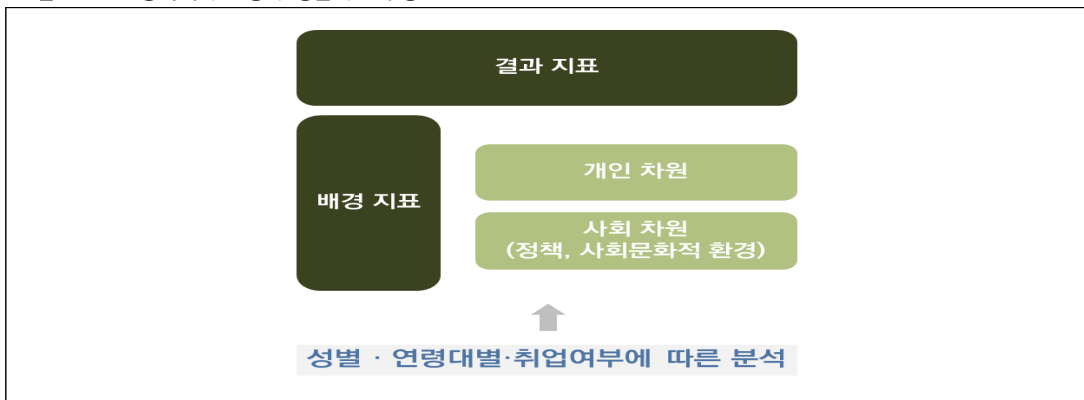 결과 지표
배경 지표
개인 차원
사회 차원
(정책, 사회문화적 환경)
성별 · 연령대별·취업여부에 따른 분석